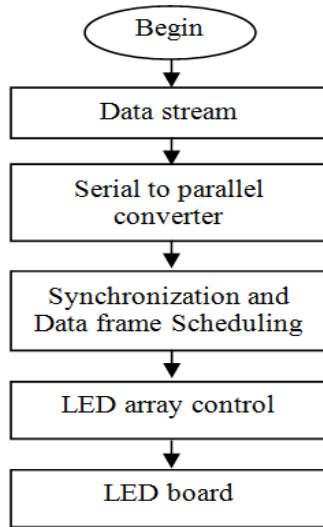 Begin
Data stream
Serial to parallel
converter
Synchronization and
Data frame Scheduling
LED array control
LED board